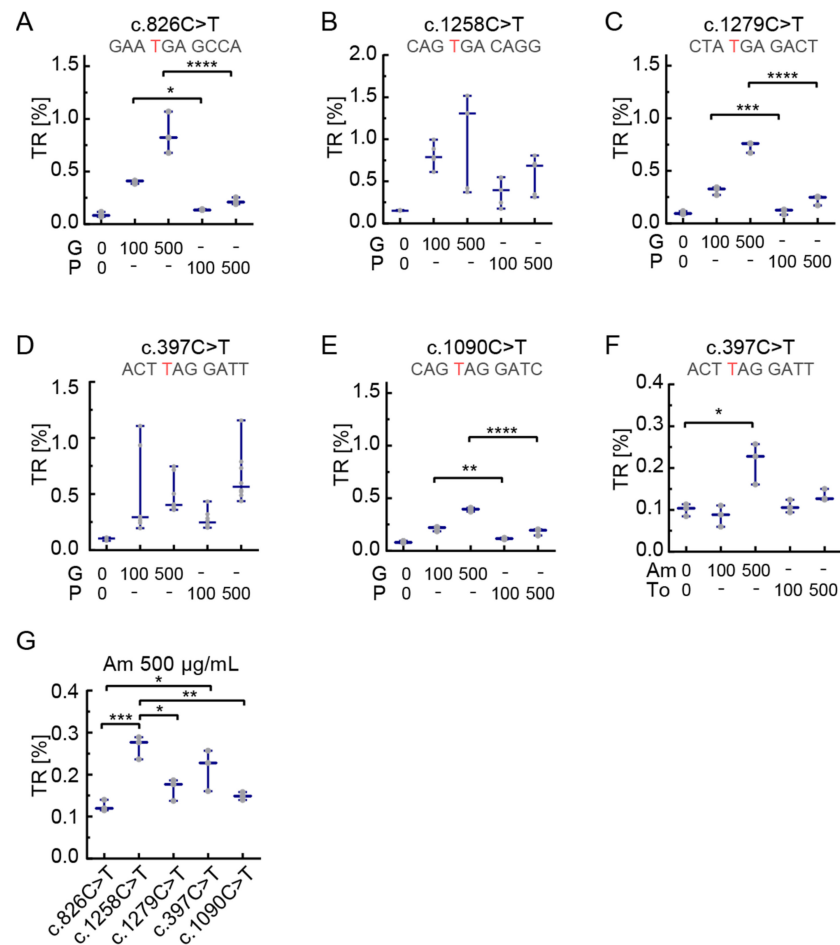 A
c.826C>T
GAA TGA GCCA
TR [%]
1.5
1.0
0.5
0.0
* ****
G 0 100 500 - -
P 0 - - 100 500
B
c.1258C>T
CAG TGA CAGG
TR [%]
2.0
1.5
1.0
0.5
0.0
G 0 100 500 - -
P 0 - - 100 500
C
c.1279C>T
CTA TGA GACT
TR [%]
1.5
1.0
0.5
0.0
*** ****
G 0 100 500 - -
P 0 - - 100 500
D
c.397C>T
ACT TAG GATT
TR [%]
1.5
1.0
0.5
0.0
G 0 100 500 - -
P 0 - - 100 500
E
c.1090C>T
CAG TAG GATC
TR [%]
1.5
1.0
0.5
0.0
** ****
G 0 100 500 - -
P 0 - - 100 500
F
c.397C>T
ACT TAG GATT
TR [%]
0.4
0.3
0.2
0.1
0.0
*
Am 0 100 500 - -
To 0 - - 100 500
G
Am 500 µg/mL
TR [%]
0.4
0.3
0.2
0.1
0.0
*
**
*** *
c.826C>T
c.1258C>T
c.1279C>T
c.397C>T
c.1090C>T